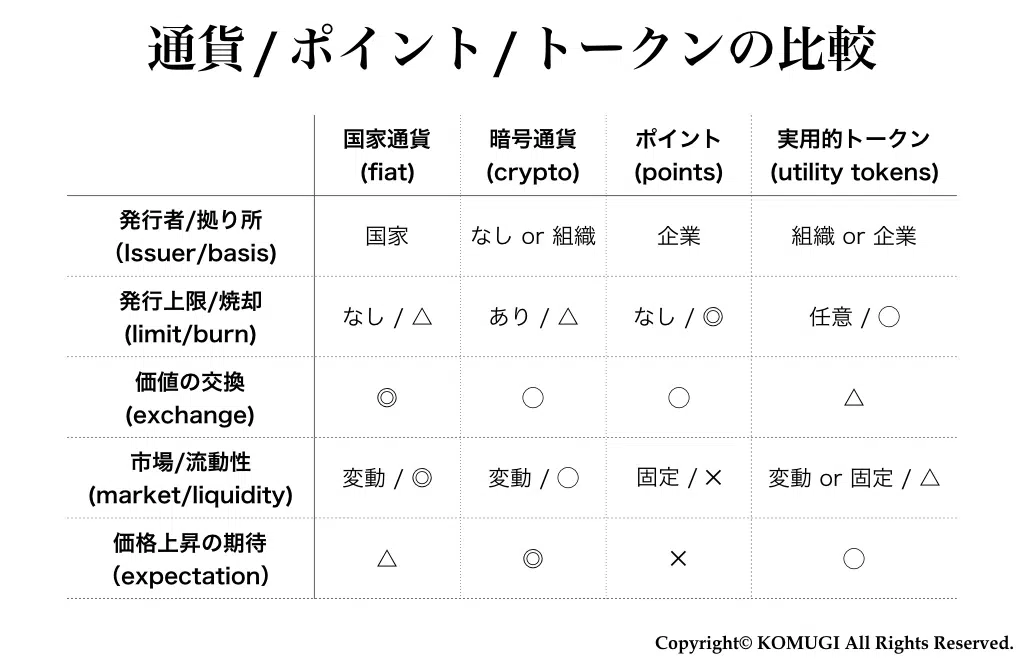 通貨/ポイント/トークンの比較
国家通貨 暗号通貨 ポイント 実用的トークン
(fiat) (crypto) (points) (utility tokens)
発行者/拠り所
（Issuer/basis) 国家 なし or 組織 企業 組織 or 企業
発行上限/焼却
(limit/burn) なし / △ あり / △ なし / ◎ 任意 / ○
価値の交換
(exchange) ◎ ○ ○ △
市場/流動性
(market/liquidity) 変動 / ◎ 変動 / ○ 固定 / × 変動 or 固定 / △
価格上昇の期待
（expectation） △ ◎ × ○
Copyright© KOMUGI All Rights Reserved.